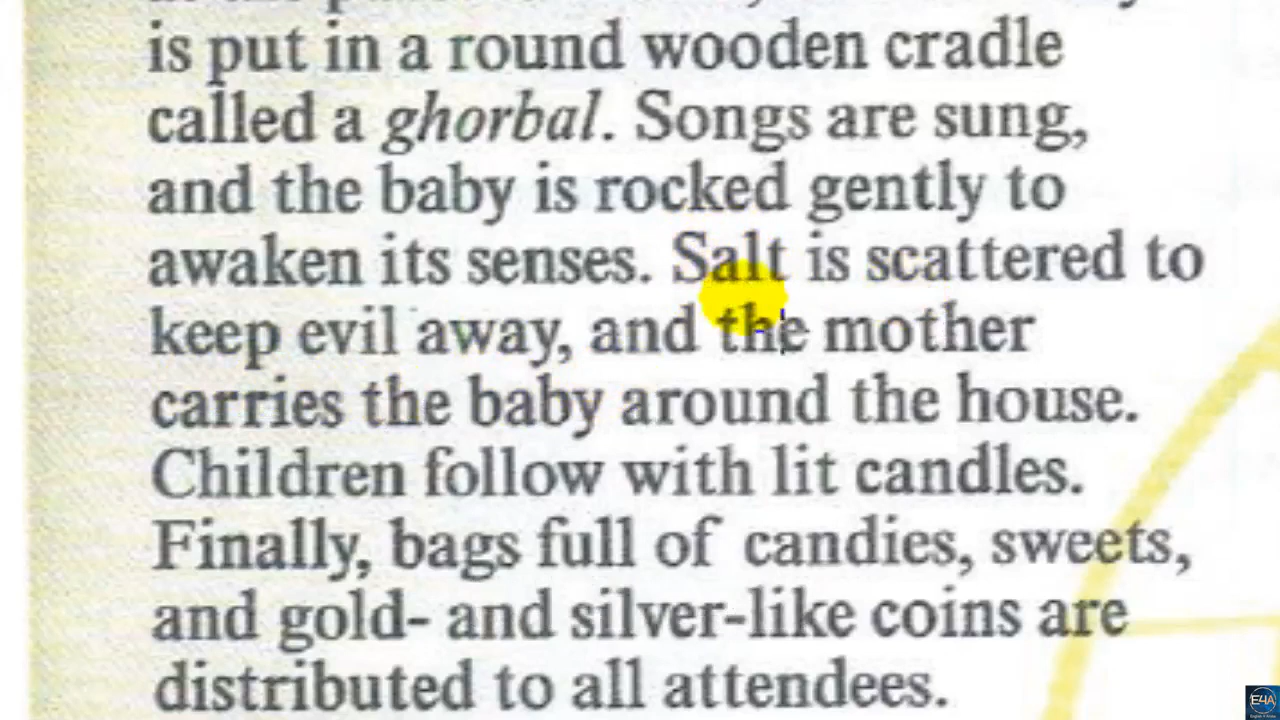 is put in a round wooden cradle
called a ghorbal. Songs are sung,
and the baby is rocked gently to
awaken its senses. Salt is scattered to
keep evil away, and the mother
carries the baby around the house.
Children follow with lit candles.
Finally, bags full of candies, sweets,
and gold- and silver-like coins are
distributed to all attendees.
E4A